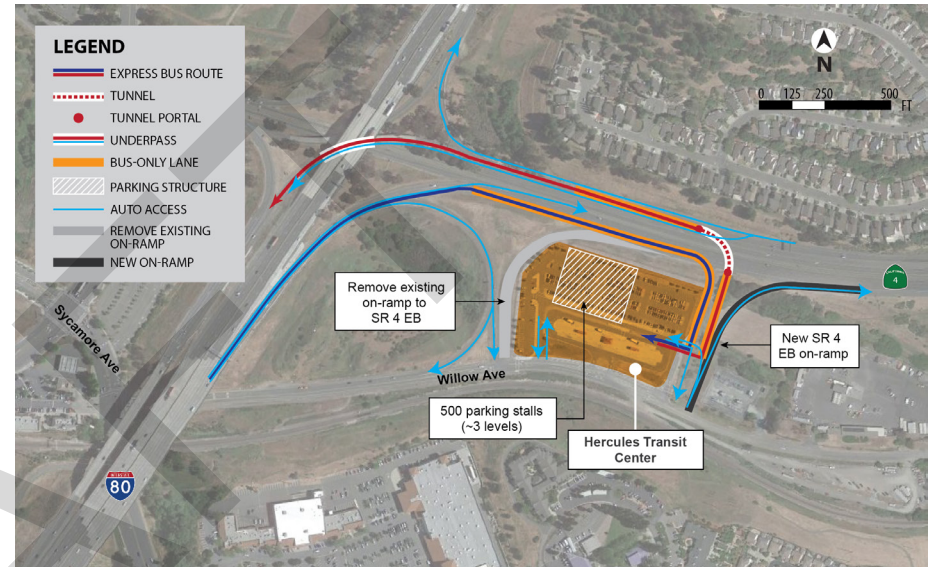 LEGEND
EXPRESS BUS ROUTE
TUNNEL
TUNNEL PORTAL
UNDERPASS
BUS-ONLY LANE
PARKING STRUCTURE
AUTO ACCESS
REMOVE EXISTING
ON-RAMP
NEW ON-RAMP
N
0 125 250 500
FT
CALIFORNIA
4
Remove existing
on-ramp to
SR 4 EB
New SR 4
EB on-ramp
Sycamore Ave
Willow Ave
500 parking stalls
(~3 levels)
Hercules Transit
Center
INTERSTATE
80